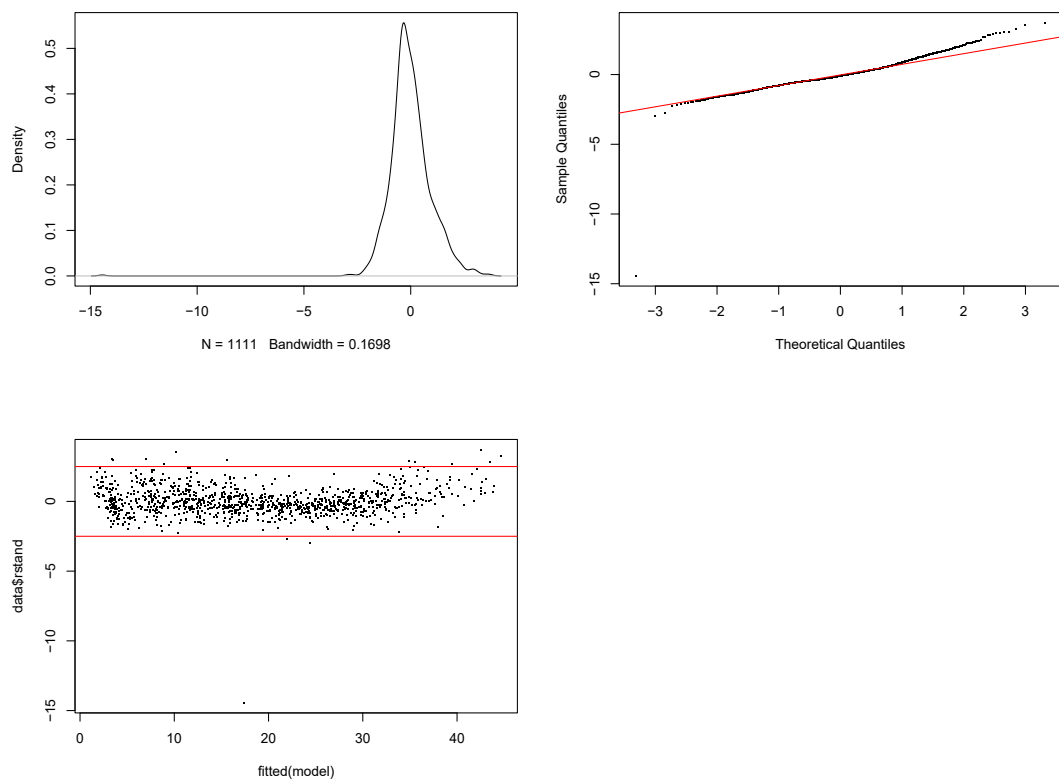 Density
0.0 0.1 0.2 0.3 0.4 0.5
−15 −10 −5 0
N = 1111 Bandwidth = 0.1698
Sample Quantiles
−15 −10 −5 0
−3 −2 −1 0 1 2 3
Theoretical Quantiles
data$rstand
−15 −10 −5 0
0 10 20 30 40
fitted(model)